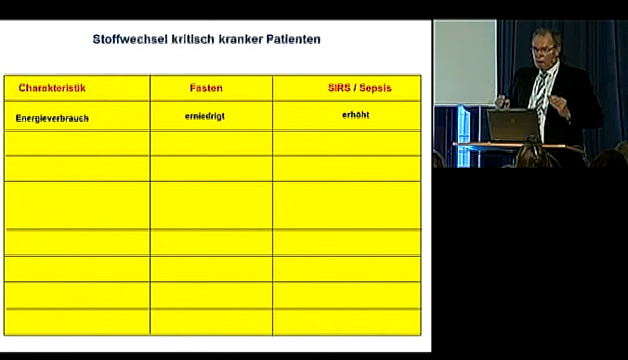 Stoffwechsel kritisch kranker Patienten
Charakteristik Fasten SIRS / Sepsis
Energieverbrauch erniedrigt erhöht